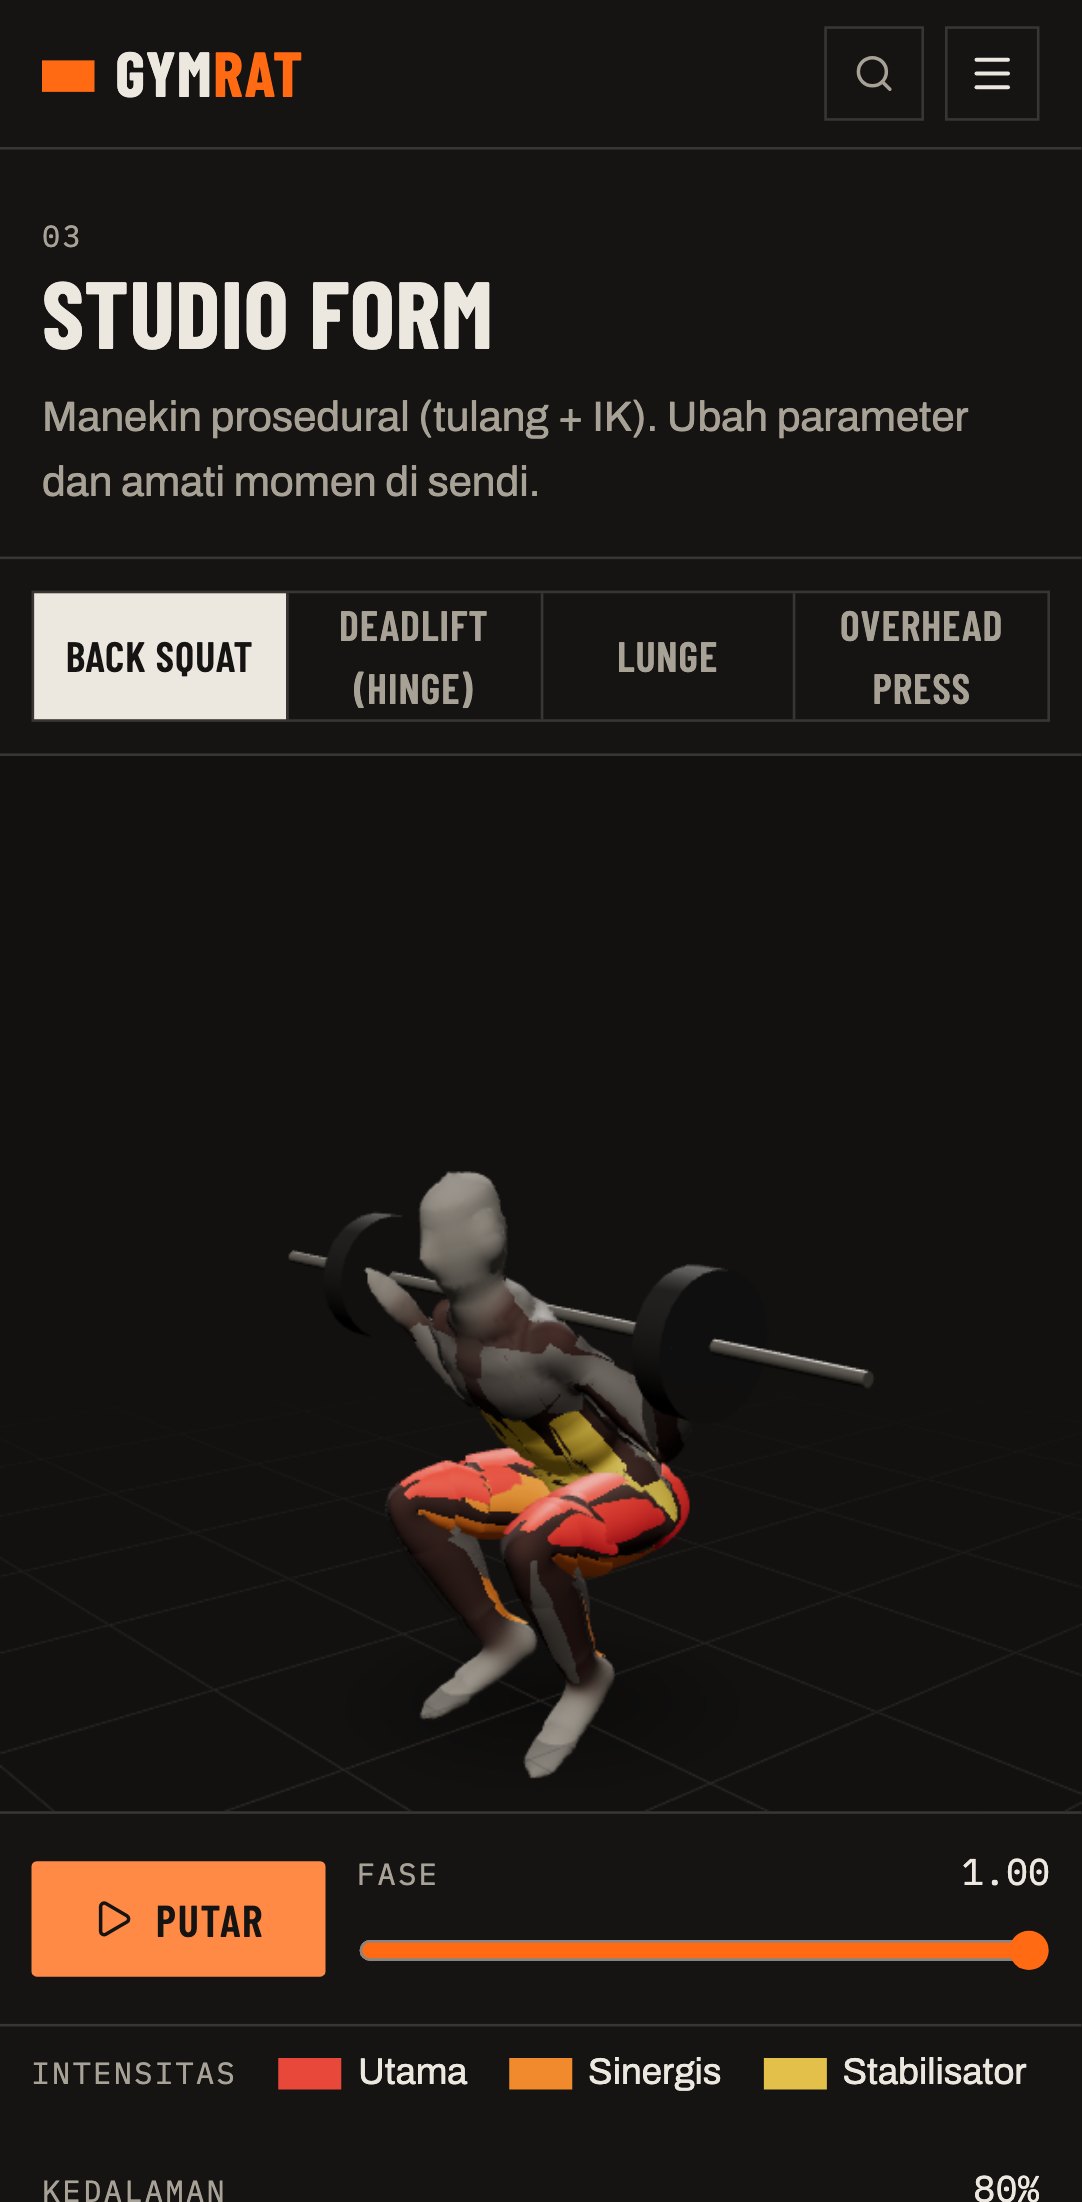 GYMRAT
03
STUDIO FORM
Manekin prosedural (tulang + IK). Ubah parameter
dan amati momen di sendi.
BACK SQUAT
DEADLIFT
(HINGE)
LUNGE
OVERHEAD
PRESS
PUTAR
FASE
1.00
INTENSITAS
Utama
Sinergis
Stabilisator
KEDALAMAN
80%